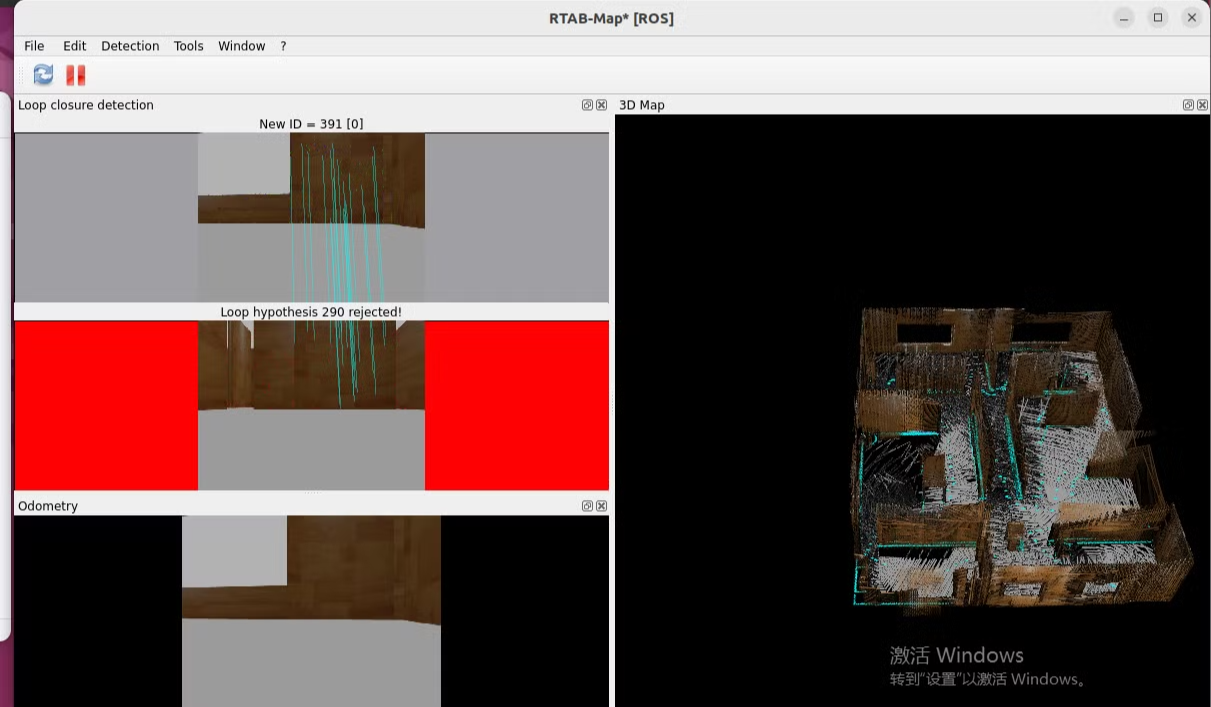 RTAB-Map* [ROS]
File Edit Detection Tools Window ?
Loop closure detection
3D Map
New ID = 391 [0]
Loop hypothesis 290 rejected!
Odometry
激活 Windows
转到“设置”以激活 Windows。